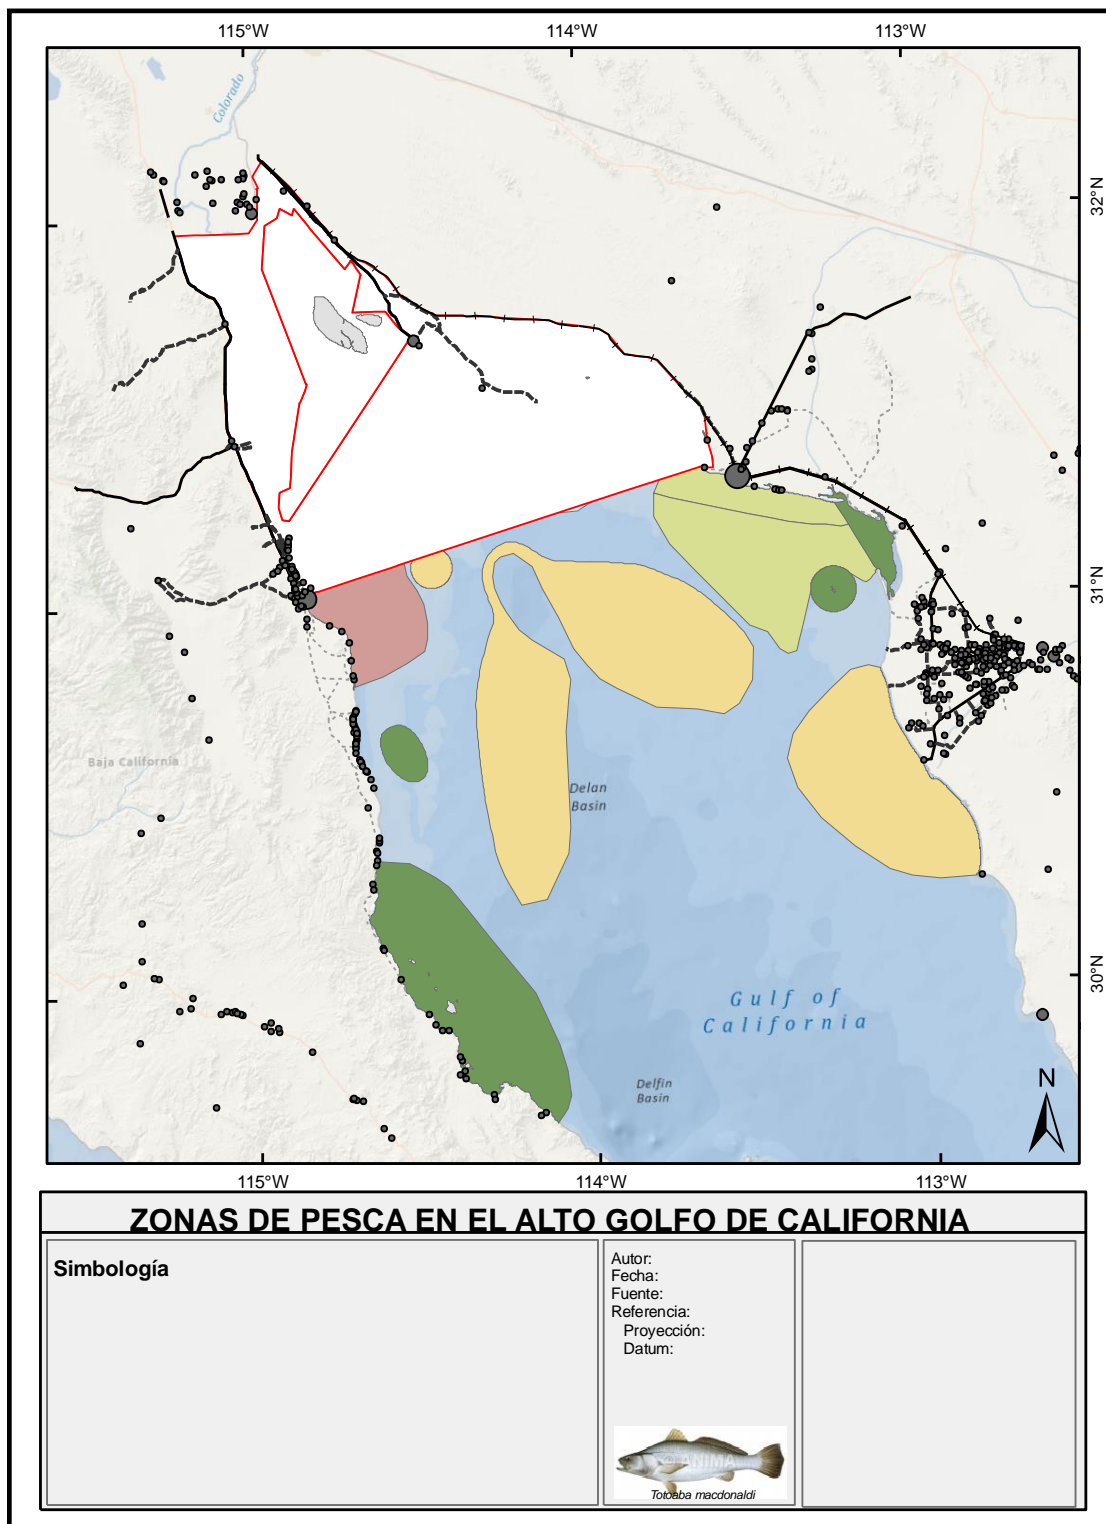 115°W
114°W
113°W
Colorado
32°N
31°N
Baja California
Delan
Basin
30°N
Gulf of
California
Delfin
Basin
N
115°W
114°W
113°W
ZONAS DE PESCA EN EL ALTO GOLFO DE CALIFORNIA
Simbología
Autor:
Fecha:
Fuente:
Referencia:
Proyección:
Datum:
ANIMA
Totoaba macdonaldi